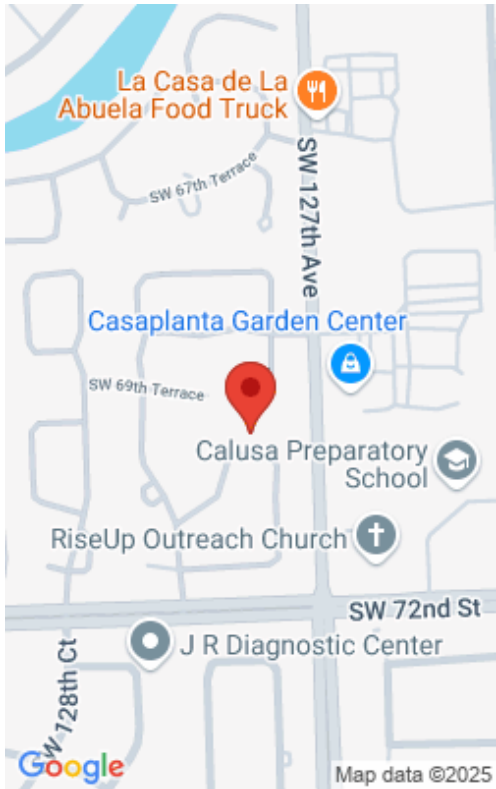 La Casa de La
Abuela Food Truck
SW 67th Terrace
SW 127th Ave
Casaplanta Garden Center
SW 69th Terrace
Calusa Preparatory
School
RiseUp Outreach Church
SW 72nd St
J R Diagnostic Center
SW 128th Ct
Google
Map data ©2025